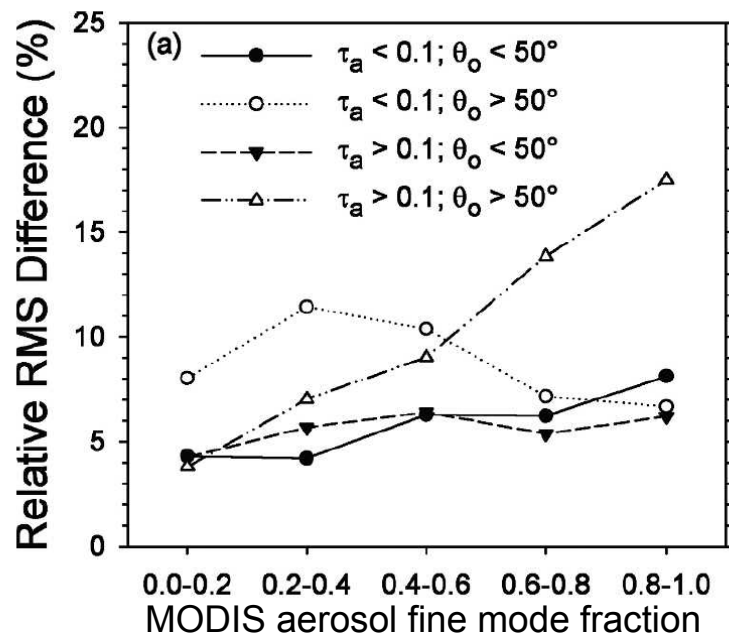 Relative RMS Difference (%)
25
20
15
10
5
0
(a)
τa < 0.1; θo < 50°
τa < 0.1; θo > 50°
τa > 0.1; θo < 50°
τa > 0.1; θo > 50°
0.0-0.2 0.2-0.4 0.4-0.6 0.6-0.8 0.8-1.0
MODIS aerosol fine mode fraction